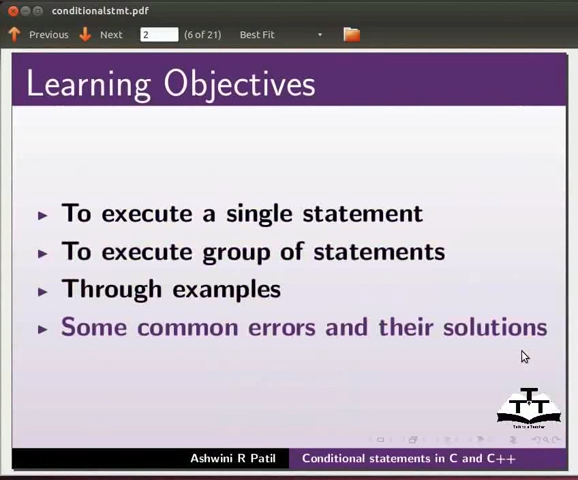 conditionalstmt.pdf
Previous Next 2 (6 of 21) Best Fit
Learning Objectives
To execute a single statement
To execute group of statements
Through examples
Some common errors and their solutions
Ashwini R Patil Conditional statements in C and C++